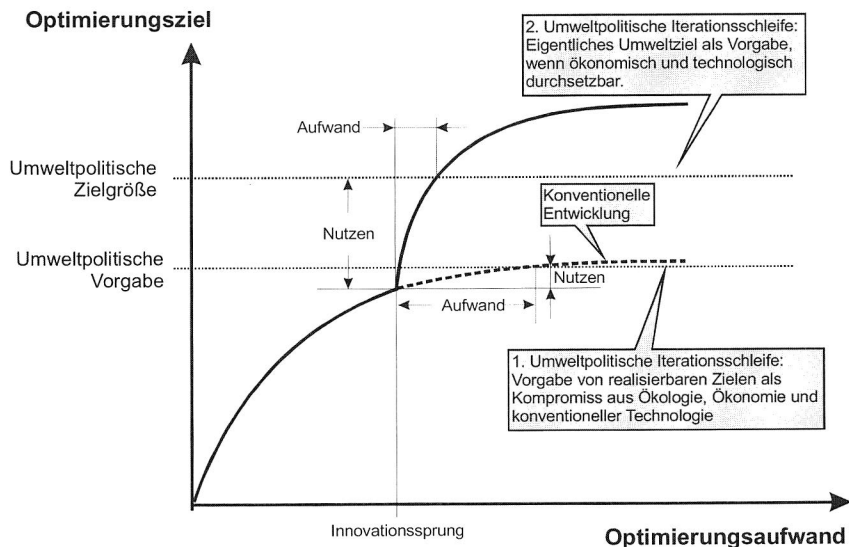 Optimierungsziel
2. Umweltpolitische Iterationsschleife:
Eigentliches Umweltziel als Vorgabe,
wenn ökonomisch und technologisch
durchsetzbar.
Aufwand
Umweltpolitische
Zielgröße
Konventionelle
Entwicklung
Nutzen
Umweltpolitische
Vorgabe
Nutzen
Aufwand
1. Umweltpolitische Iterationsschleife:
Vorgabe von realisierbaren Zielen als
Kompromiss aus Ökologie, Ökonomie und
konventioneller Technologie
Innovationssprung
Optimierungsaufwand